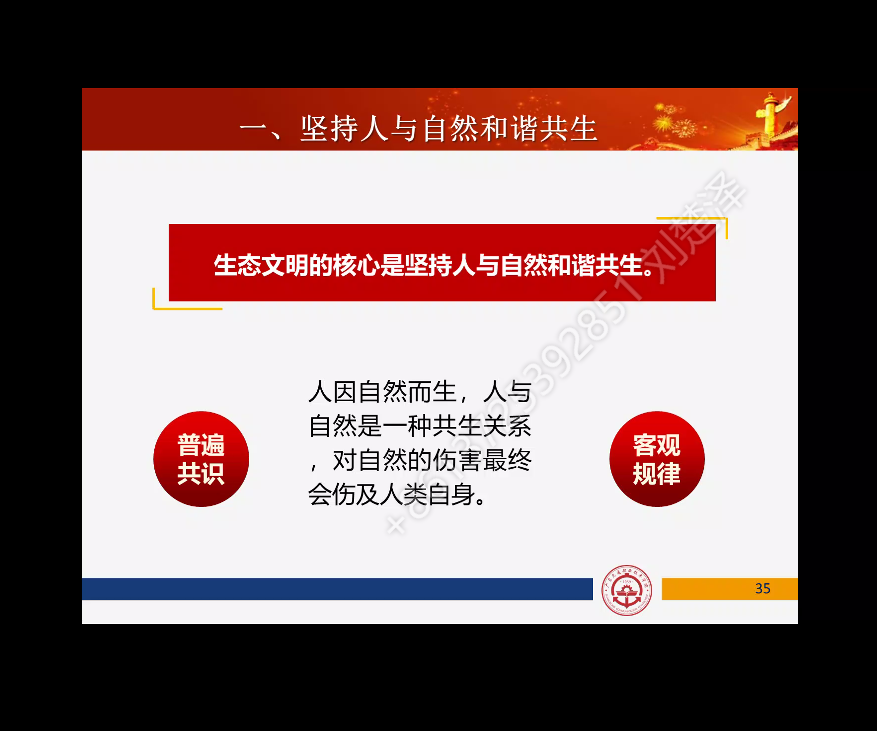 一、坚持人与自然和谐共生
生态文明的核心是坚持人与自然和谐共生。
人因自然而生，人与
自然是一种共生关系
，对自然的伤害最终
会伤及人类自身。
普遍
共识
客观
规律
35
刘楚泽